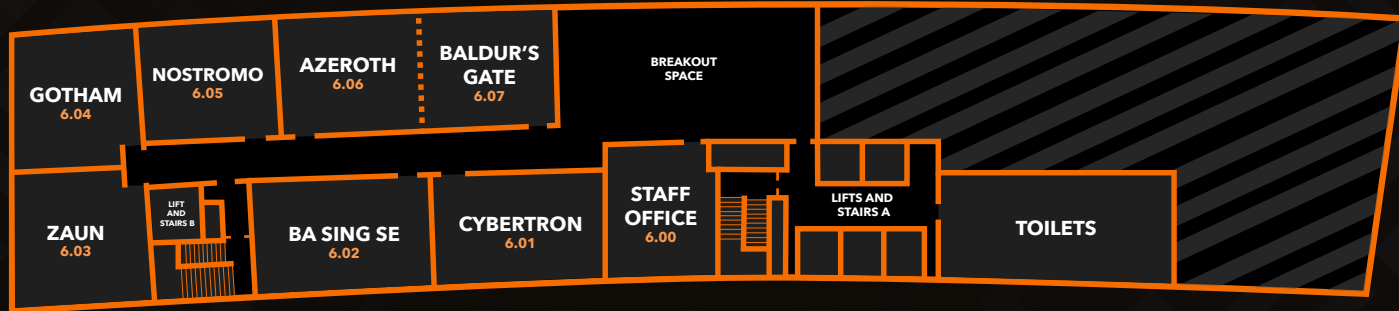 GOTHAM
6.04
NOSTROMO
6.05
AZEROTH
6.06
BALDUR'S
GATE
6.07
BREAKOUT
SPACE
ZAUN
6.03
LIFT
AND
STAIRS B
BA SING SE
6.02
CYBERTRON
6.01
STAFF
OFFICE
6.00
LIFTS AND
STAIRS A
TOILETS